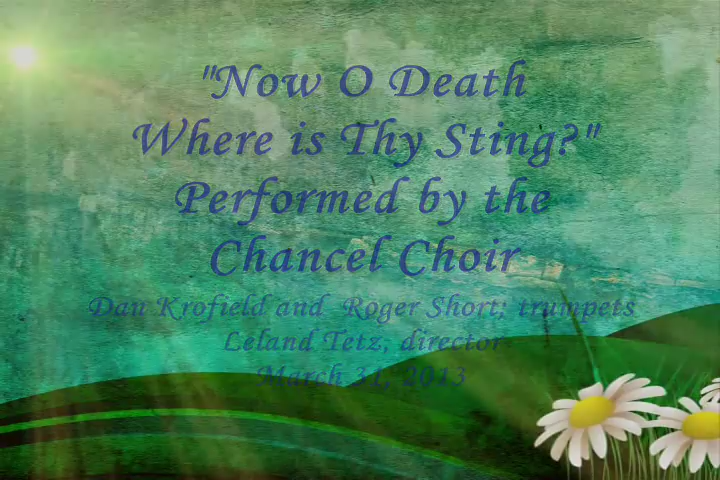 "Now O Death
Where is Thy Sting?"
Performed by the
Chancel Choir
Dan Krofield and Roger Short; trumpets
Leland Tetz; director
March 31, 2013